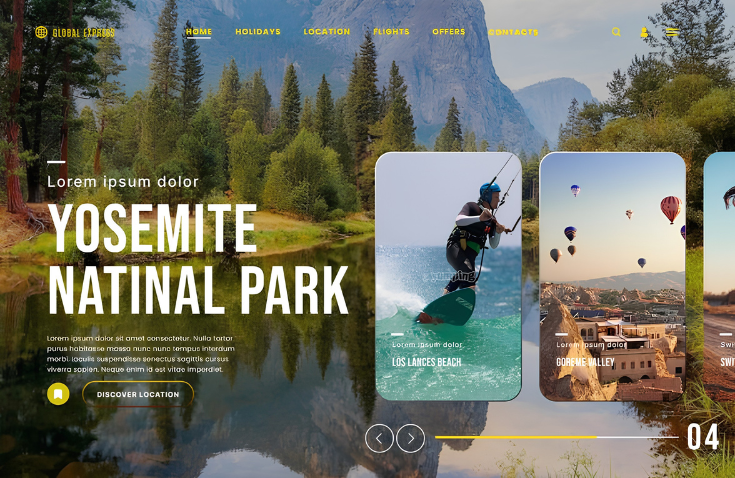 GLOBAL EXPRESS
HOME HOLIDAYS LOCATION FLIGHTS OFFERS CONTACTS
Lorem ipsum dolor
YOSEMITE
NATINAL PARK
Lorem ipsum dolor sit amet consectetur. Nulla tortor
purus habitasse massa nunc nunc tempus interdum
morbi. Iaculis suspendisse senectus sagittis cursus
viverra sapien. Neque enim id est vitae imperdiet.
DISCOVER LOCATION
Lorem ipsum dolor
LOS LANCES BEACH
Lorem ipsum dolor
GOREME VALLEY
Swi
SWI
04